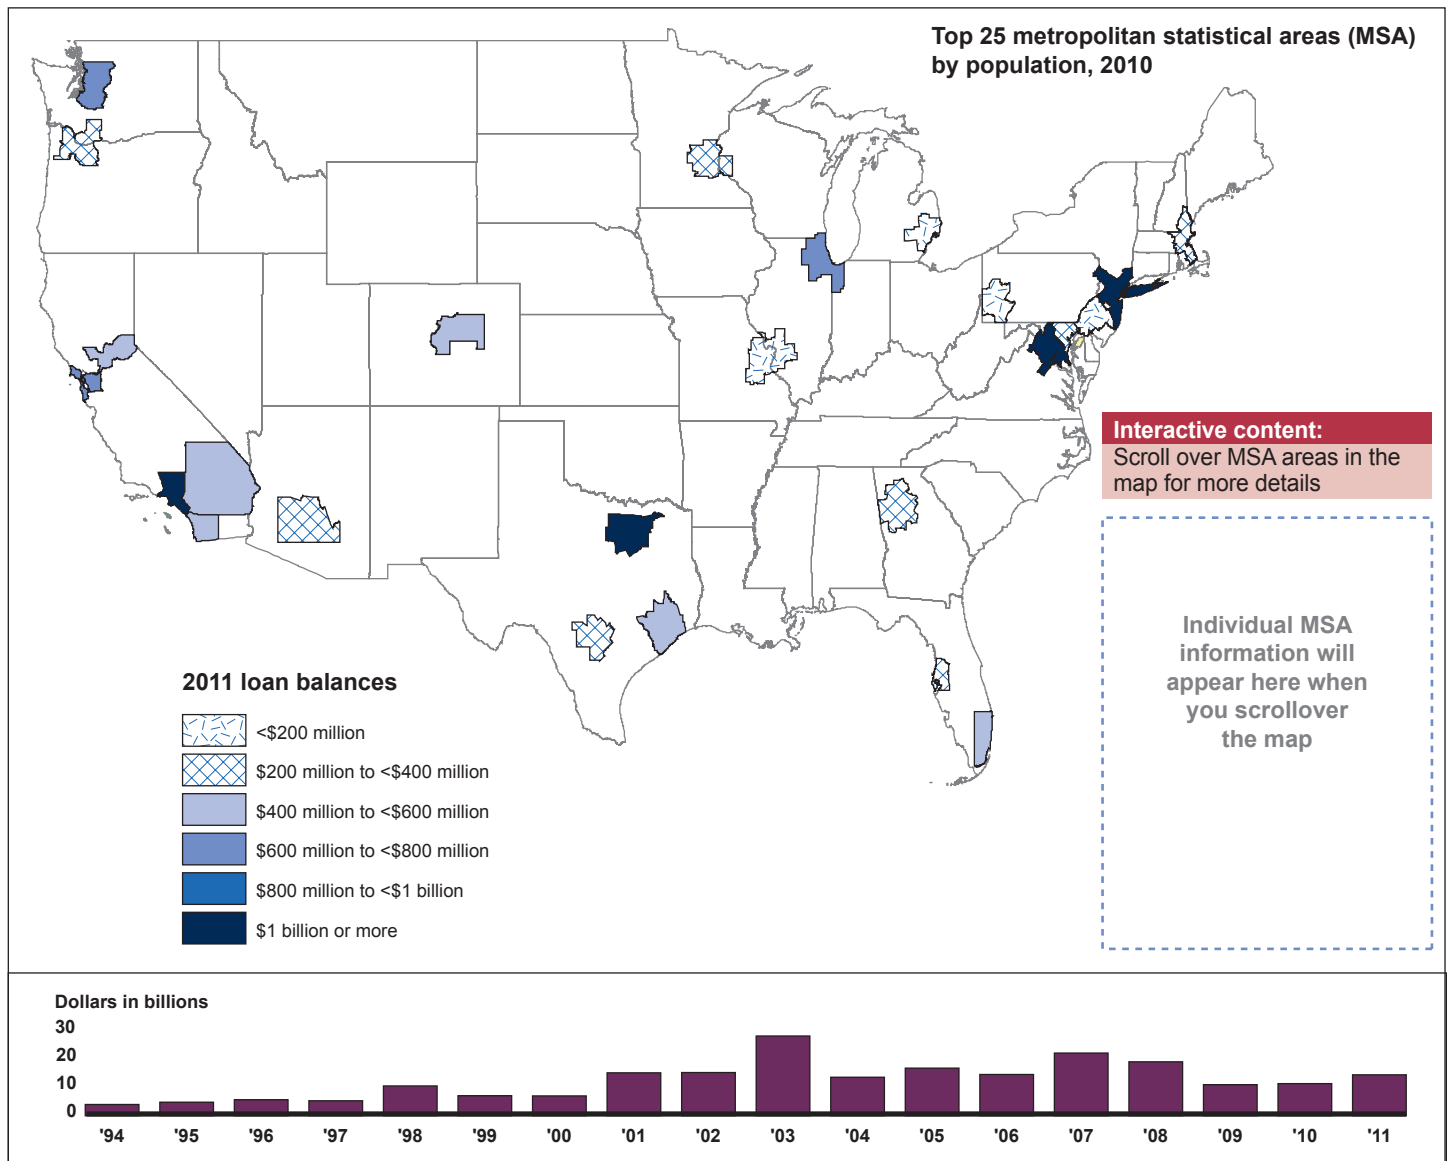 Top 25 metropolitan statistical areas (MSA)
by population, 2010
Interactive content:
Scroll over MSA areas in the
map for more details
Individual MSA
information will
appear here when
you scrollover
the map
2011 loan balances
<$200 million
$200 million to <$400 million
$400 million to <$600 million
$600 million to <$800 million
$800 million to <$1 billion
$1 billion or more
Dollars in billions
30
20
10
0
'94 '95 '96 '97 '98 '99 '00 '01 '02 '03 '04 '05 '06 '07 '08 '09 '10 '11